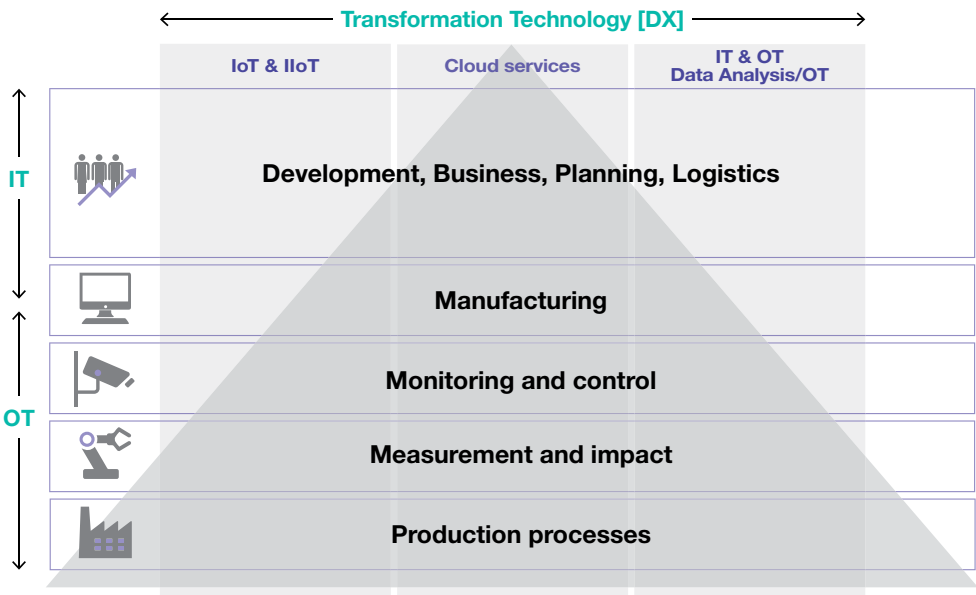 Transformation Technology [DX]
IoT & IIoT
Cloud services
IT & OT
Data Analysis/OT
IT
Development, Business, Planning, Logistics
Manufacturing
Monitoring and control
OT
Measurement and impact
Production processes